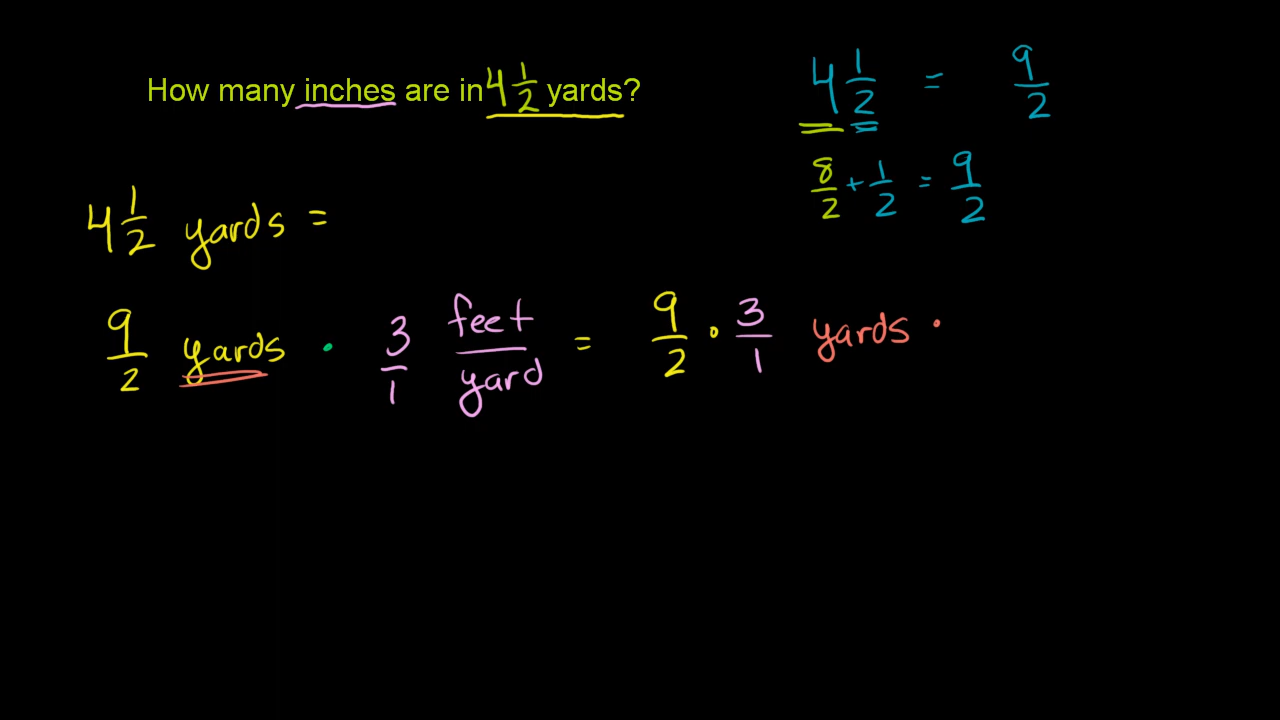 How many inches are in 4 1/2 yards?
4 1/2 = 9/2
8/2 + 1/2 = 9/2
4 1/2 yards =
9/2 yards · 3/1 feet/yard = 9/2 · 3/1 yards ·